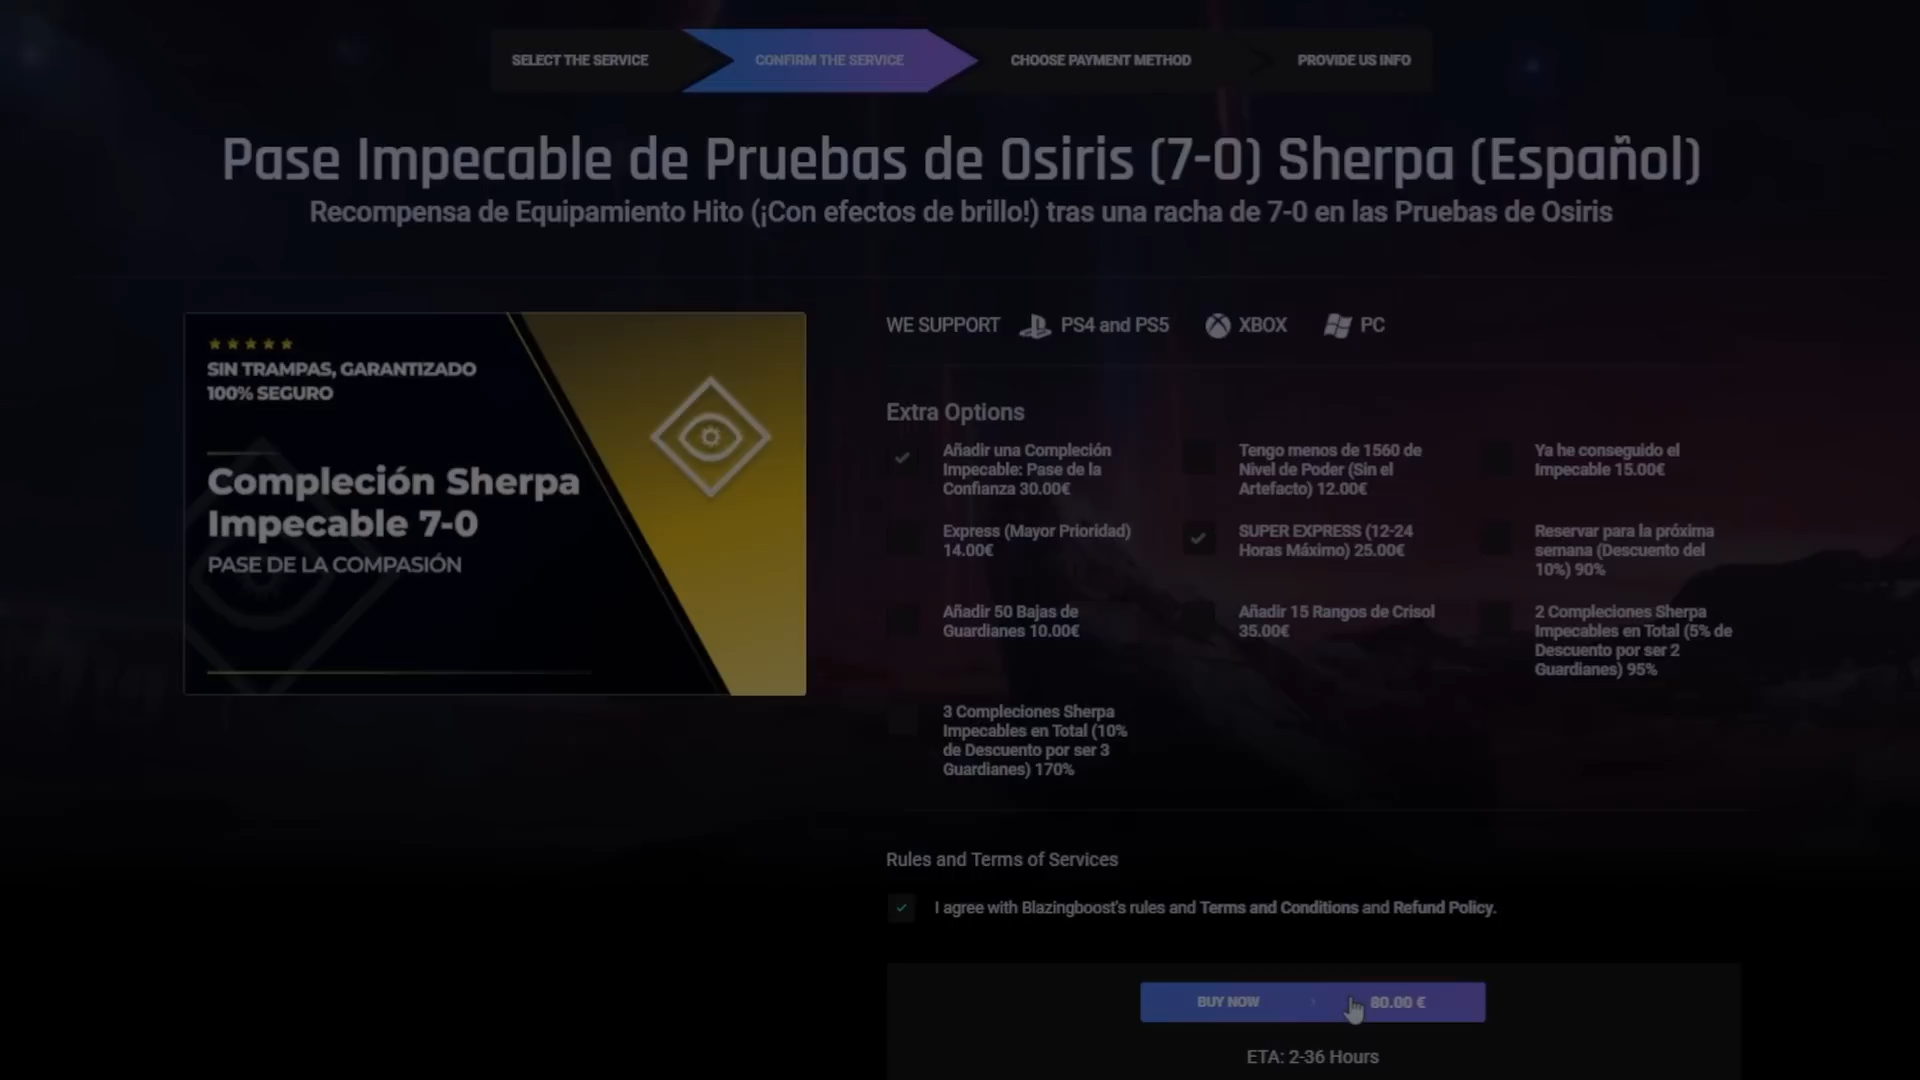 SELECT THE SERVICE
CONFIRM THE SERVICE
CHOOSE PAYMENT METHOD
PROVIDE US INFO
Pase Impecable de Pruebas de Osiris (7-0) Sherpa (Español)
Recompensa de Equipamiento Hito (¡Con efectos de brillo!) tras una racha de 7-0 en las Pruebas de Osiris
SIN TRAMPAS, GARANTIZADO
100% SEGURO
Compleción Sherpa
Impecable 7-0
PASE DE LA COMPASIÓN
WE SUPPORT PS4 and PS5 XBOX PC
Extra Options
Añadir una Compleción
Impecable: Pase de la
Confianza 30.00€
Tengo menos de 1560 de
Nivel de Poder (Sin el
Artefacto) 12.00€
Ya he conseguido el
Impecable 15.00€
Express (Mayor Prioridad)
14.00€
SUPER EXPRESS (12-24
Horas Máximo) 25.00€
Reservar para la próxima
semana (Descuento del
10%) 90%
Añadir 50 Bajas de
Guardianes 10.00€
Añadir 15 Rangos de Crisol
35.00€
2 Compleciones Sherpa
Impecables en Total (5% de
Descuento por ser 2
Guardianes) 95%
3 Compleciones Sherpa
Impecables en Total (10%
de Descuento por ser 3
Guardianes) 170%
Rules and Terms of Services
I agree with Blazingboost's rules and Terms and Conditions and Refund Policy.
BUY NOW 80.00 €
ETA: 2-36 Hours